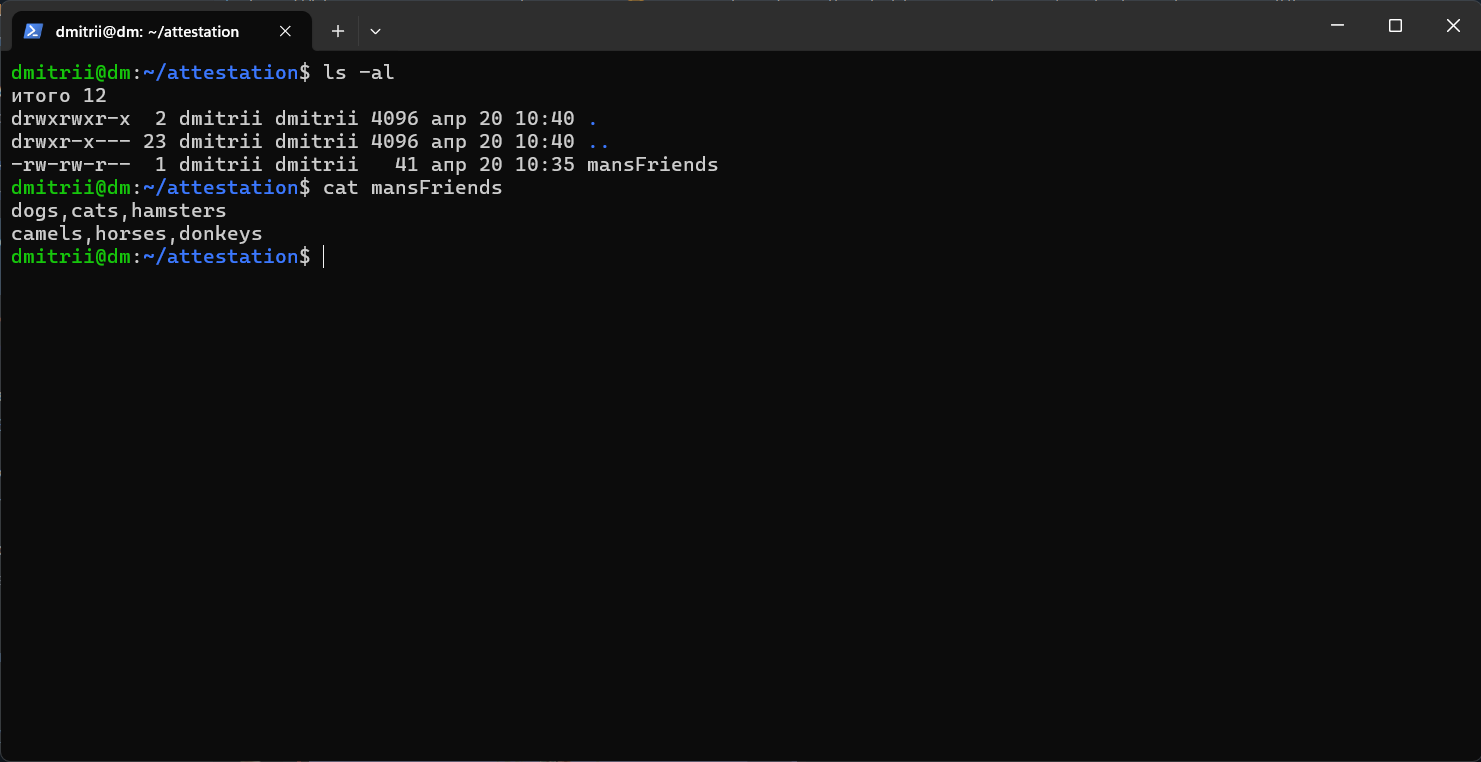 dmitrii@dm: ~/attestation
dmitrii@dm:~/attestation$ ls -al
итого 12
drwxrwxr-x  2 dmitrii dmitrii 4096 апр 20 10:40 .
drwxr-x--- 23 dmitrii dmitrii 4096 апр 20 10:40 ..
-rw-rw-r--  1 dmitrii dmitrii   41 апр 20 10:35 mansFriends
dmitrii@dm:~/attestation$ cat mansFriends
dogs,cats,hamsters
camels,horses,donkeys
dmitrii@dm:~/attestation$